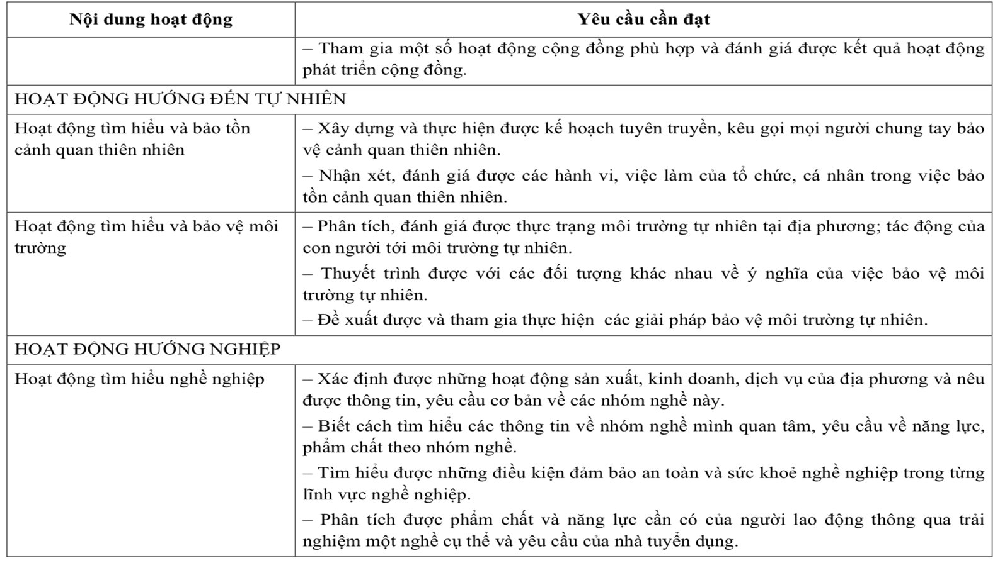 Nội dung hoạt động
Yêu cầu cần đạt
– Tham gia một số hoạt động cộng đồng phù hợp và đánh giá được kết quả hoạt động
phát triển cộng đồng.
HOẠT ĐỘNG HƯỚNG ĐẾN TỰ NHIÊN
Hoạt động tìm hiểu và bảo tồn
cảnh quan thiên nhiên
– Xây dựng và thực hiện được kế hoạch tuyên truyền, kêu gọi mọi người chung tay bảo
vệ cảnh quan thiên nhiên.
– Nhận xét, đánh giá được các hành vi, việc làm của tổ chức, cá nhân trong việc bảo
tồn cảnh quan thiên nhiên.
Hoạt động tìm hiểu và bảo vệ môi
trường
– Phân tích, đánh giá được thực trạng môi trường tự nhiên tại địa phương; tác động của
con người tới môi trường tự nhiên.
– Thuyết trình được với các đối tượng khác nhau về ý nghĩa của việc bảo vệ môi
trường tự nhiên.
– Đề xuất được và tham gia thực hiện  các giải pháp bảo vệ môi trường tự nhiên.
HOẠT ĐỘNG HƯỚNG NGHIỆP
Hoạt động tìm hiểu nghề nghiệp
– Xác định được những hoạt động sản xuất, kinh doanh, dịch vụ của địa phương và nêu
được thông tin, yêu cầu cơ bản về các nhóm nghề này.
– Biết cách tìm hiểu các thông tin về nhóm nghề mình quan tâm, yêu cầu về năng lực,
phẩm chất theo nhóm nghề.
– Tìm hiểu được những điều kiện đảm bảo an toàn và sức khoẻ nghề nghiệp trong từng
lĩnh vực nghề nghiệp.
– Phân tích được phẩm chất và năng lực cần có của người lao động thông qua trải
nghiệm một nghề cụ thể và yêu cầu của nhà tuyển dụng.